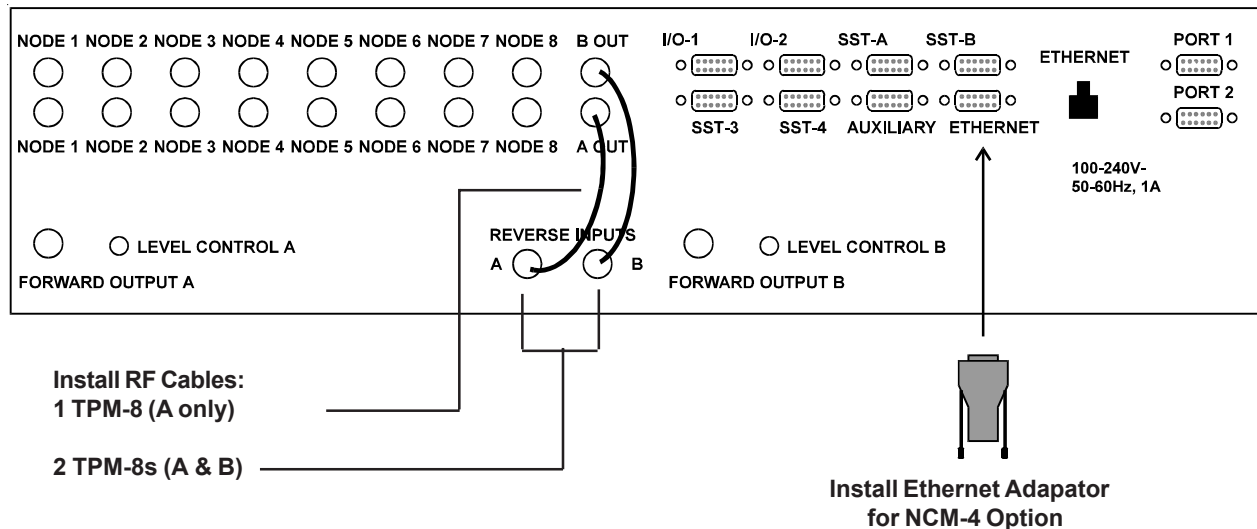 NODE 1 NODE 2 NODE 3 NODE 4 NODE 5 NODE 6 NODE 7 NODE 8 B OUT
NODE 1 NODE 2 NODE 3 NODE 4 NODE 5 NODE 6 NODE 7 NODE 8 A OUT
I/O-1 I/O-2 SST-A SST-B
SST-3 SST-4 AUXILIARY ETHERNET
ETHERNET
PORT 1
PORT 2
100-240V-
50-60Hz, 1A
LEVEL CONTROL A
FORWARD OUTPUT A
REVERSE INPUTS
A B
LEVEL CONTROL B
FORWARD OUTPUT B
Install RF Cables:
1 TPM-8 (A only)
2 TPM-8s (A & B)
Install Ethernet Adapator
for NCM-4 Option